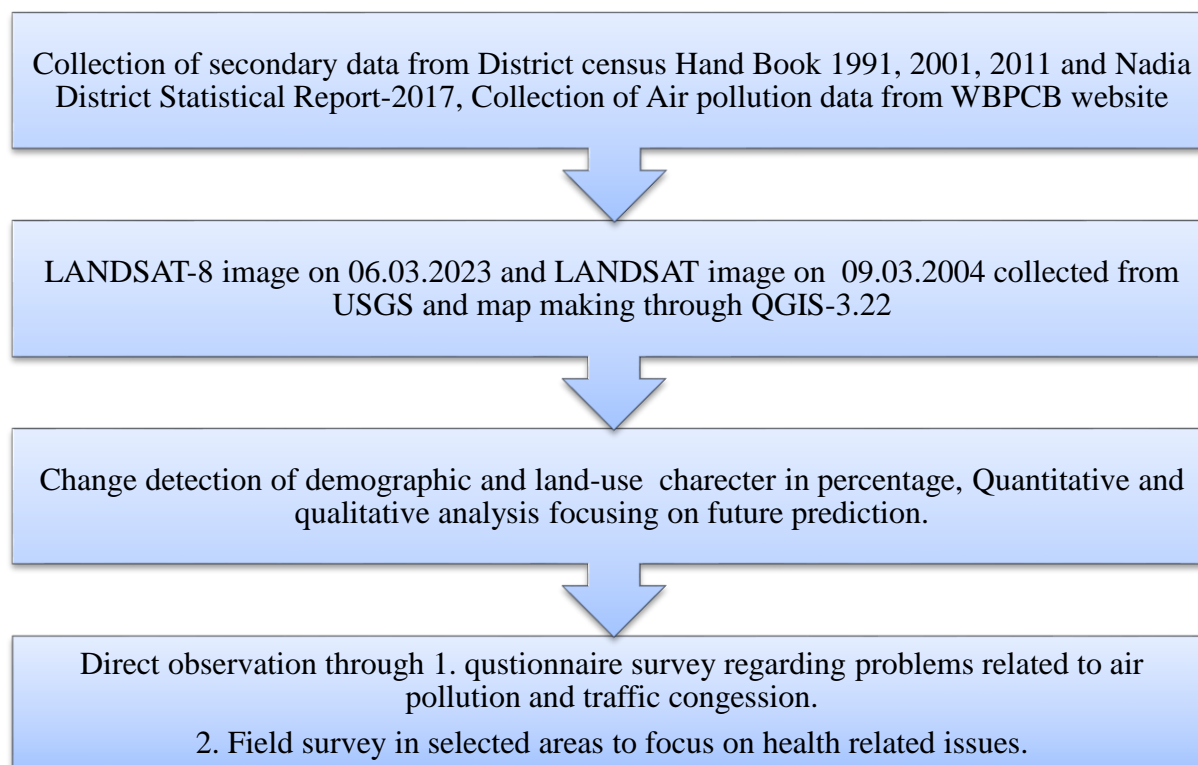 Collection of secondary data from District census Hand Book 1991, 2001, 2011 and Nadia
District Statistical Report-2017, Collection of Air pollution data from WBPCB website
LANDSAT-8 image on 06.03.2023 and LANDSAT image on 09.03.2004 collected from
USGS and map making through QGIS-3.22
Change detection of demographic and land-use charecter in percentage, Quantitative and
qualitative analysis focusing on future prediction.
Direct observation through 1. qustionnaire survey regarding problems related to air
pollution and traffic congession.
2. Field survey in selected areas to focus on health related issues.